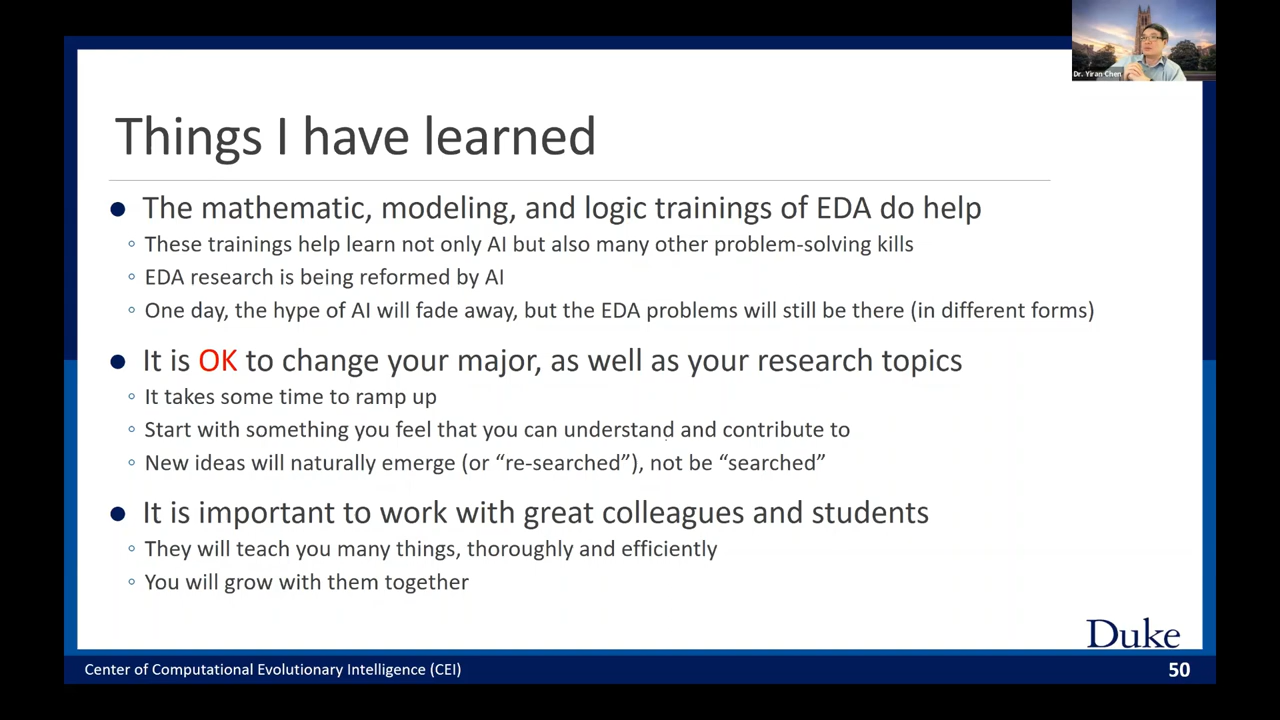 Dr. Yiran Chen
Things I have learned
The mathematic, modeling, and logic trainings of EDA do help
These trainings help learn not only AI but also many other problem-solving kills
EDA research is being reformed by AI
One day, the hype of AI will fade away, but the EDA problems will still be there (in different forms)
It is OK to change your major, as well as your research topics
It takes some time to ramp up
Start with something you feel that you can understand and contribute to
New ideas will naturally emerge (or “re-searched”), not be “searched”
It is important to work with great colleagues and students
They will teach you many things, thoroughly and efficiently
You will grow with them together
Duke
Center of Computational Evolutionary Intelligence (CEI)
50